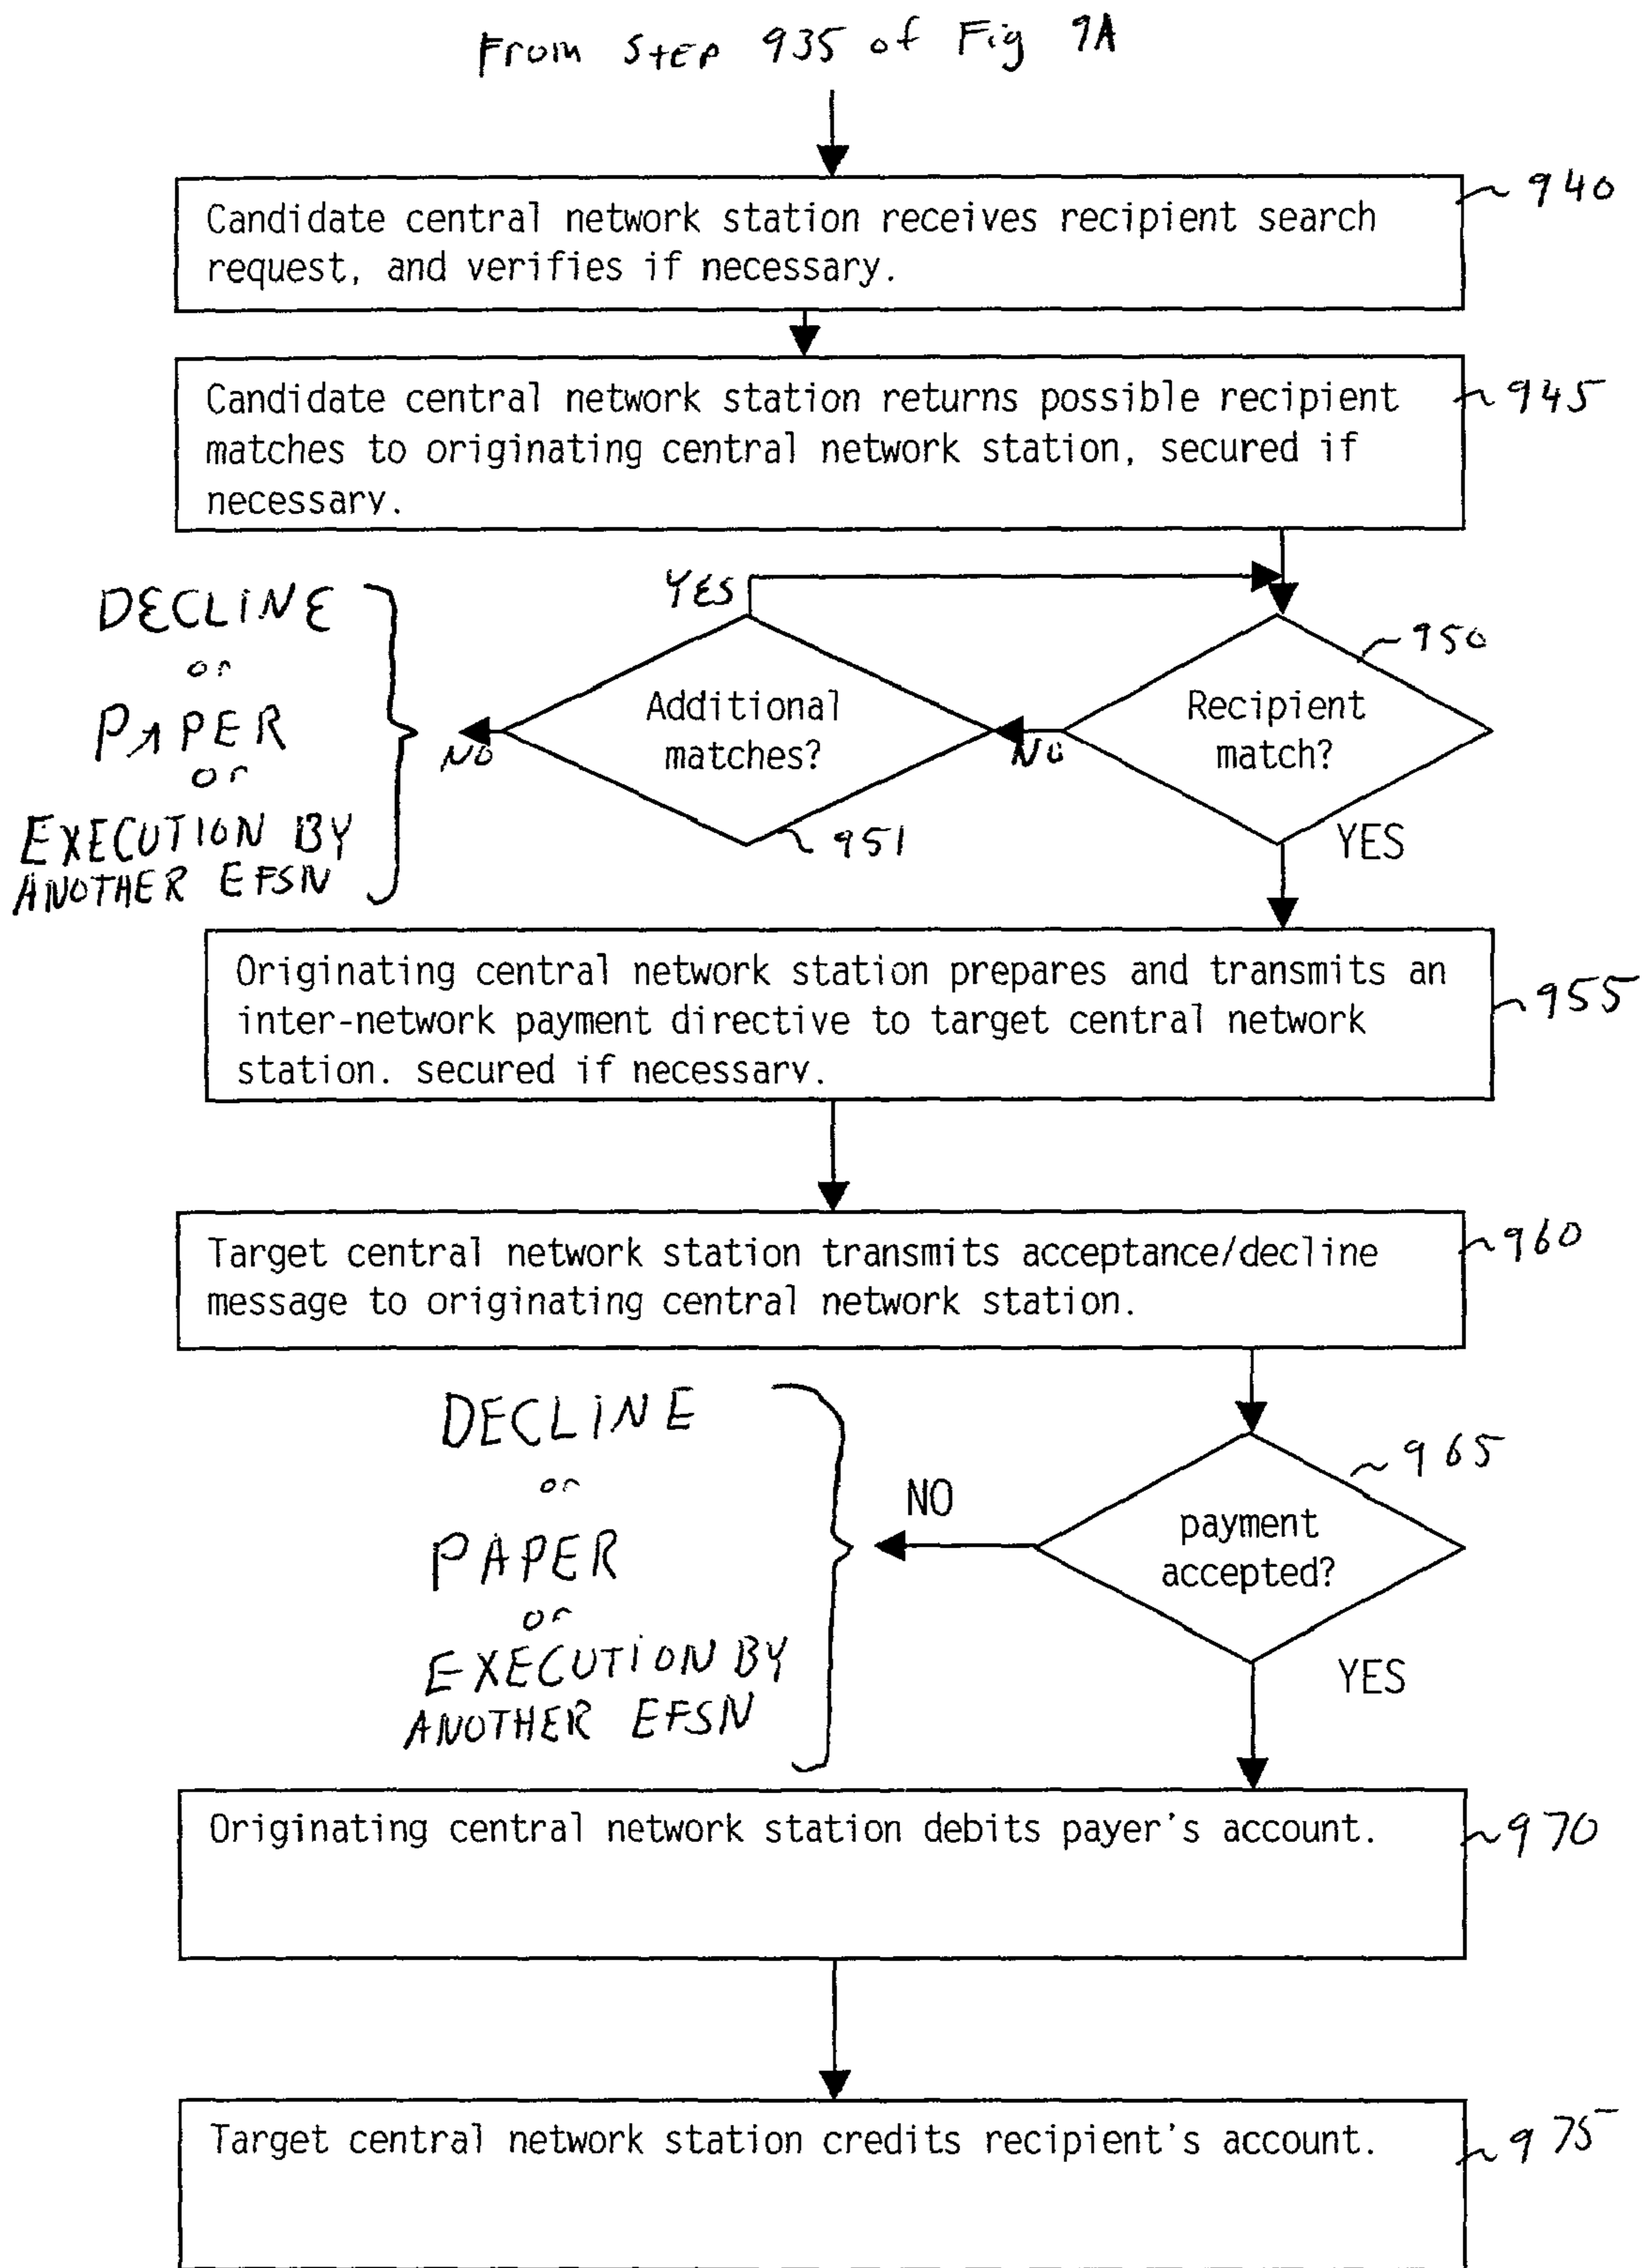 From Step 935 of Fig 9A
940
Candidate central network station receives recipient search
request, and verifies if necessary.
945
Candidate central network station returns possible recipient
matches to originating central network station, secured if
necessary.
DECLINE
or
PAPER
or
EXECUTION BY
ANOTHER EFSN
YES
Additional
matches?
NO
951
950
Recipient
match?
NO
YES
955
Originating central network station prepares and transmits an
inter-network payment directive to target central network
station. secured if necessary.
960
Target central network station transmits acceptance/decline
message to originating central network station.
DECLINE
or
PAPER
or
EXECUTION BY
ANOTHER EFSN
NO
965
payment
accepted?
YES
970
Originating central network station debits payer's account.
975
Target central network station credits recipient's account.